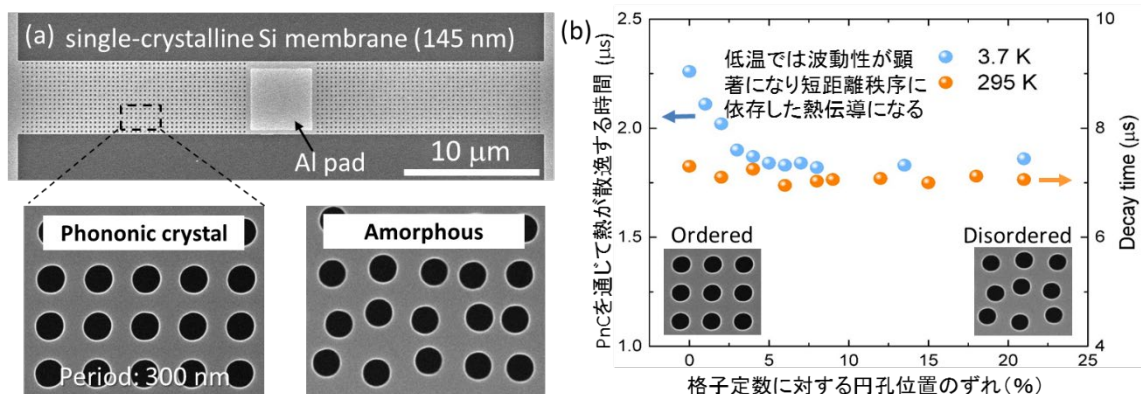 (a) single-crystalline Si membrane (145 nm)
Al pad
10 μm
Phononic crystal
Period: 300 nm
Amorphous
(b)
PnCを通じて熱が散逸する時間 (μs)
2.5
2.0
1.5
1.0
低温では波動性が顕
著になり短距離秩序に
依存した熱伝導になる
3.7 K
295 K
Ordered
Disordered
10
8
6
4
Decay time (μs)
0 5 10 15 20 25
格子定数に対する円孔位置のずれ(%)